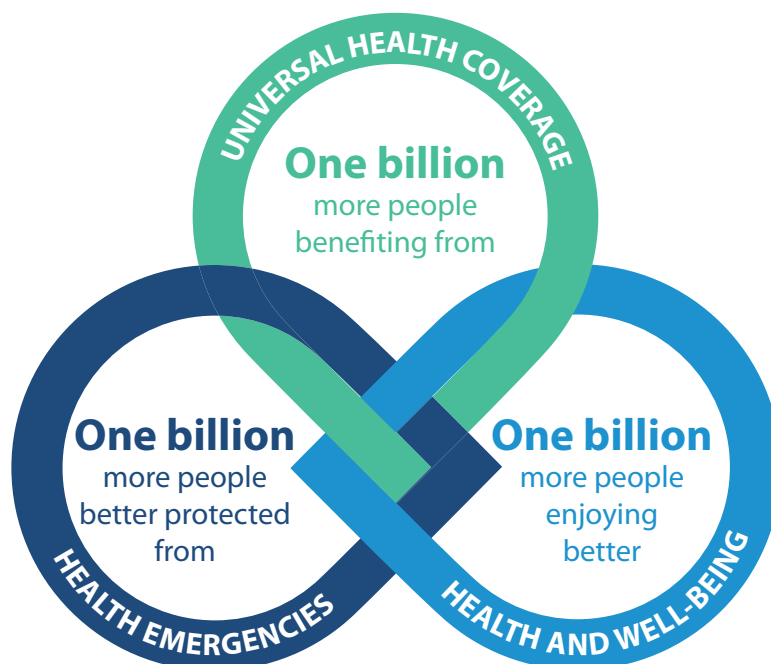 UNIVERSAL HEALTH COVERAGE
One billion
more people
benefiting from
One billion
more people
better protected
from
HEALTH EMERGENCIES
One billion
more people
enjoying
better
HEALTH AND WELL-BEING